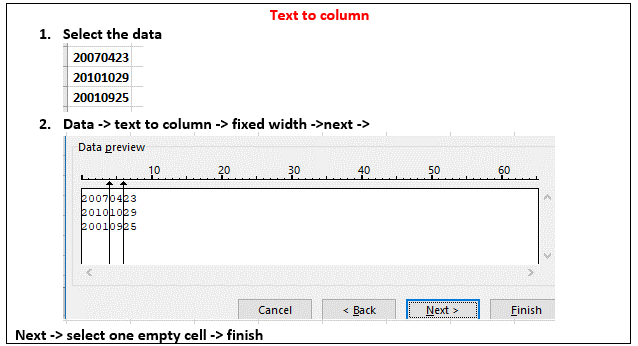 Text to column
1. Select the data
20070423
20101029
20010925
2. Data -> text to column -> fixed width ->next ->
Data preview
10 20 30 40 50 60
20070423
20101029
20010925
Cancel < Back Next > Finish
Next -> select one empty cell -> finish